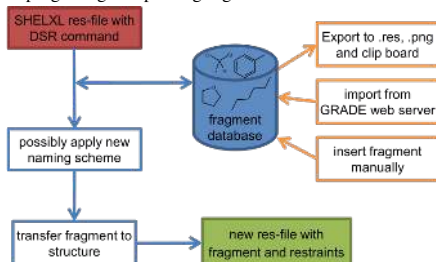 SHELXL res-file with
DSR command
Export to .res, .png
and clip board
fragment
database
import from
GRADE web server
possibly apply new
naming scheme
insert fragment
manually
transfer fragment to
structure
new res-file with
fragment and restraints